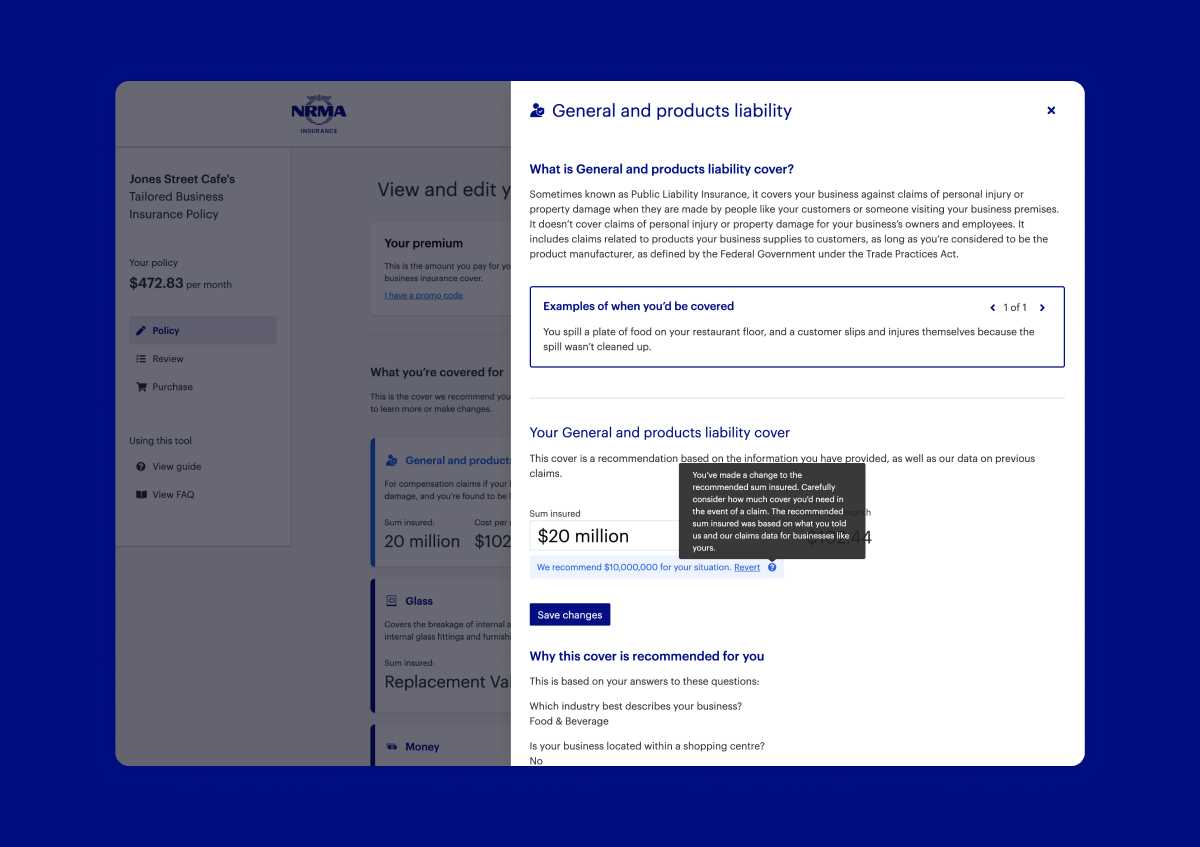 NRMA
INSURANCE
Jones Street Cafe's
Tailored Business
Insurance Policy
Your policy
$472.83 per month
Policy
Review
Purchase
Using this tool
View guide
View FAQ
View and edit y
Your premium
This is the amount you pay for yo
business insurance cover.
I have a promo code
What you're covered for
This is the cover we recommend you
to learn more or make changes.
General and product
For compensation claims if your
damage, and you're found to be
Sum insured:
Cost per
20 million
$102
Glass
Covers the breakage of internal a
internal glass fittings and furnish
Sum insured:
Replacement Val
Money
General and products liability
What is General and products liability cover?
Sometimes known as Public Liability Insurance, it covers your business against claims of personal injury or
property damage when they are made by people like your customers or someone visiting your business premises.
It doesn't cover claims of personal injury or property damage for your business's owners and employees. It
includes claims related to products your business supplies to customers, as long as you're considered to be the
product manufacturer, as defined by the Federal Government under the Trade Practices Act.
Examples of when you'd be covered
1 of 1
You spill a plate of food on your restaurant floor, and a customer slips and injures themselves because the
spill wasn't cleaned up.
Your General and products liability cover
This cover is a recommendation based on the information you have provided, as well as our data on previous
claims.
You've made a change to the
recommended sum insured. Carefully
consider how much cover you'd need in
the event of a claim. The recommended
sum insured was based on what you told
us and our claims data for businesses like
yours.
Sum insured
month
$20 million
$102.44
We recommend $10,000,000 for your situation. Revert
Save changes
Why this cover is recommended for you
This is based on your answers to these questions:
Which industry best describes your business?
Food & Beverage
Is your business located within a shopping centre?
No